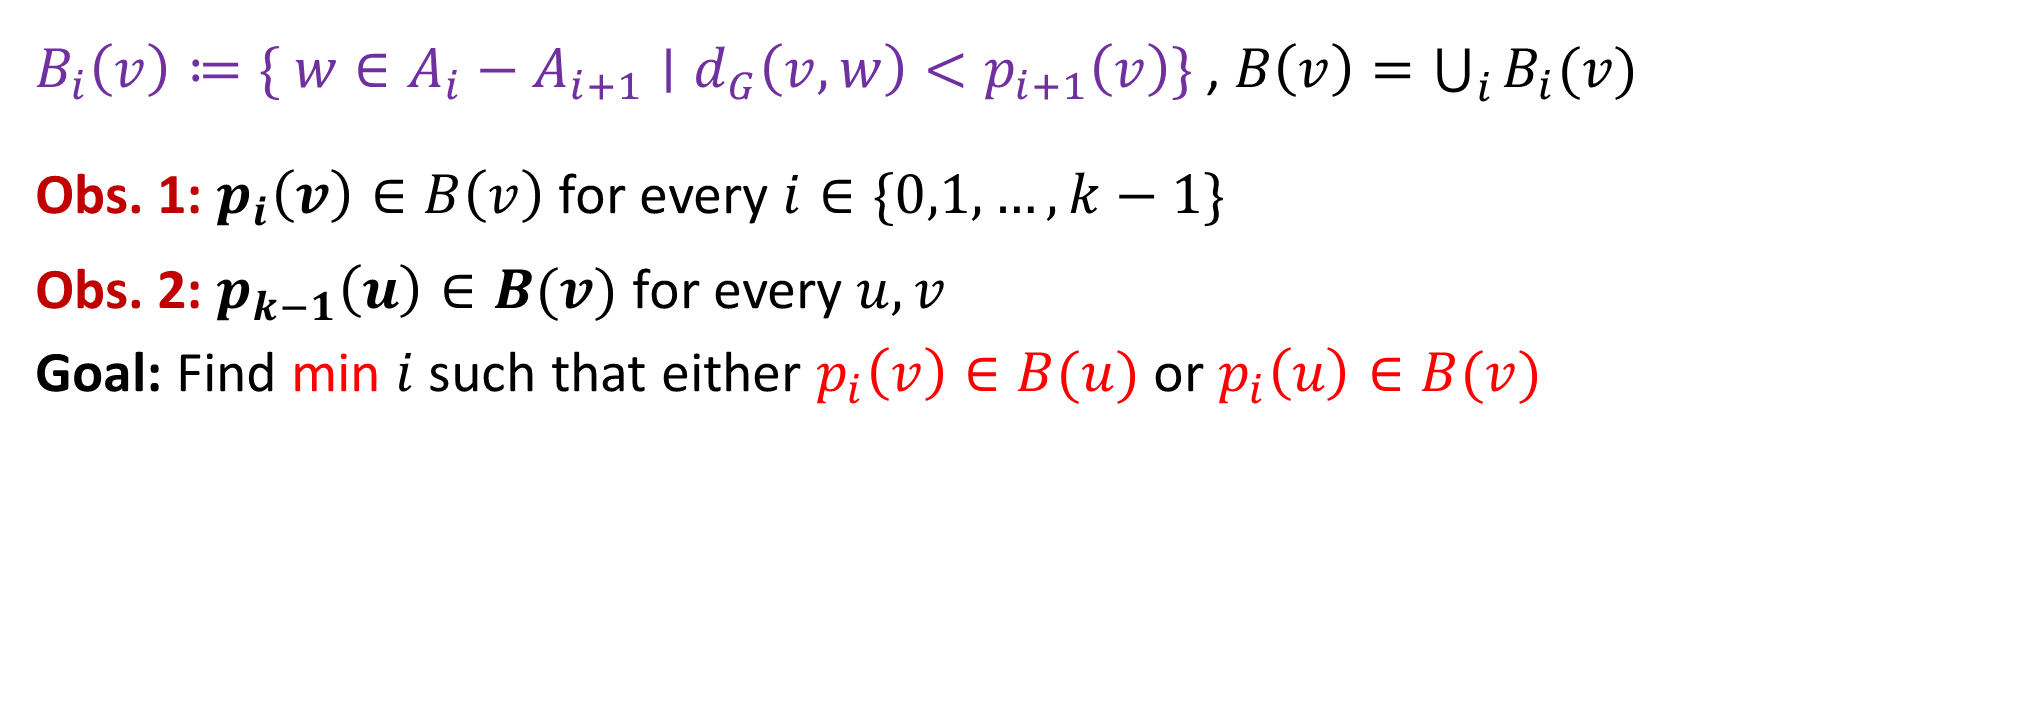 B_i(v) ≔ { w ∈ A_i − A_{i+1} | d_G(v, w) < p_{i+1}(v)} , B(v) = ⋃_i B_i(v)
Obs. 1: p_i(v) ∈ B(v) for every i ∈ {0,1, … , k − 1}
Obs. 2: p_{k−1}(u) ∈ B(v) for every u, v
Goal: Find min i such that either p_i(v) ∈ B(u) or p_i(u) ∈ B(v)